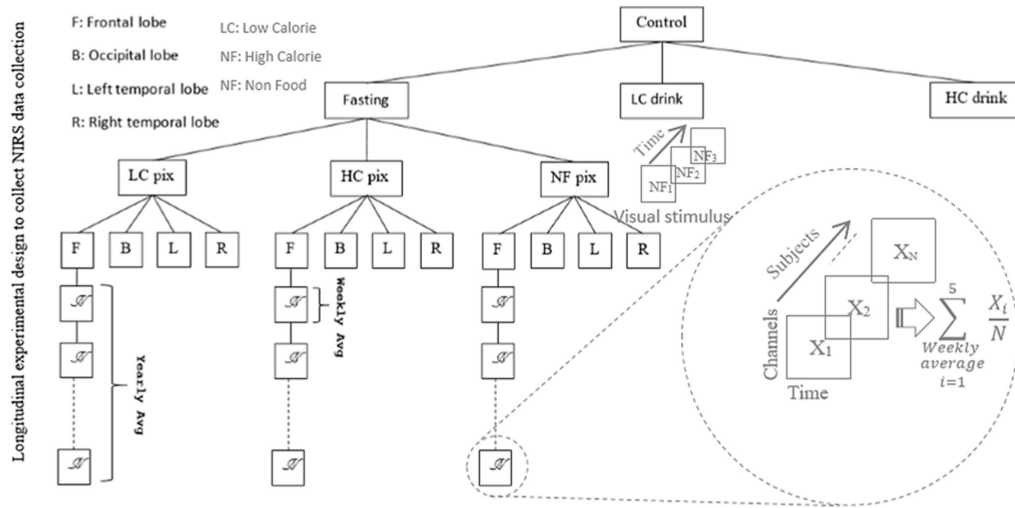 Longitudinal experimental design to collect NIRS data collection
F: Frontal lobe
B: Occipital lobe
L: Left temporal lobe
R: Right temporal lobe
LC: Low Calorie
NF: High Calorie
NF: Non Food
Control
Fasting
LC drink
HC drink
LC pix
HC pix
NF pix
Time
NF1
NF2
NF3
Visual stimulus
F B L R
F B L R
F B L R
𝒩 𝒩 𝒩
𝒩 𝒩 𝒩
𝒩 𝒩 𝒩
Yearly Avg
Weekly Avg
Subjects
Channels
Time
X1
X2
XN
5
∑ Xi/N
Weekly
average
i=1